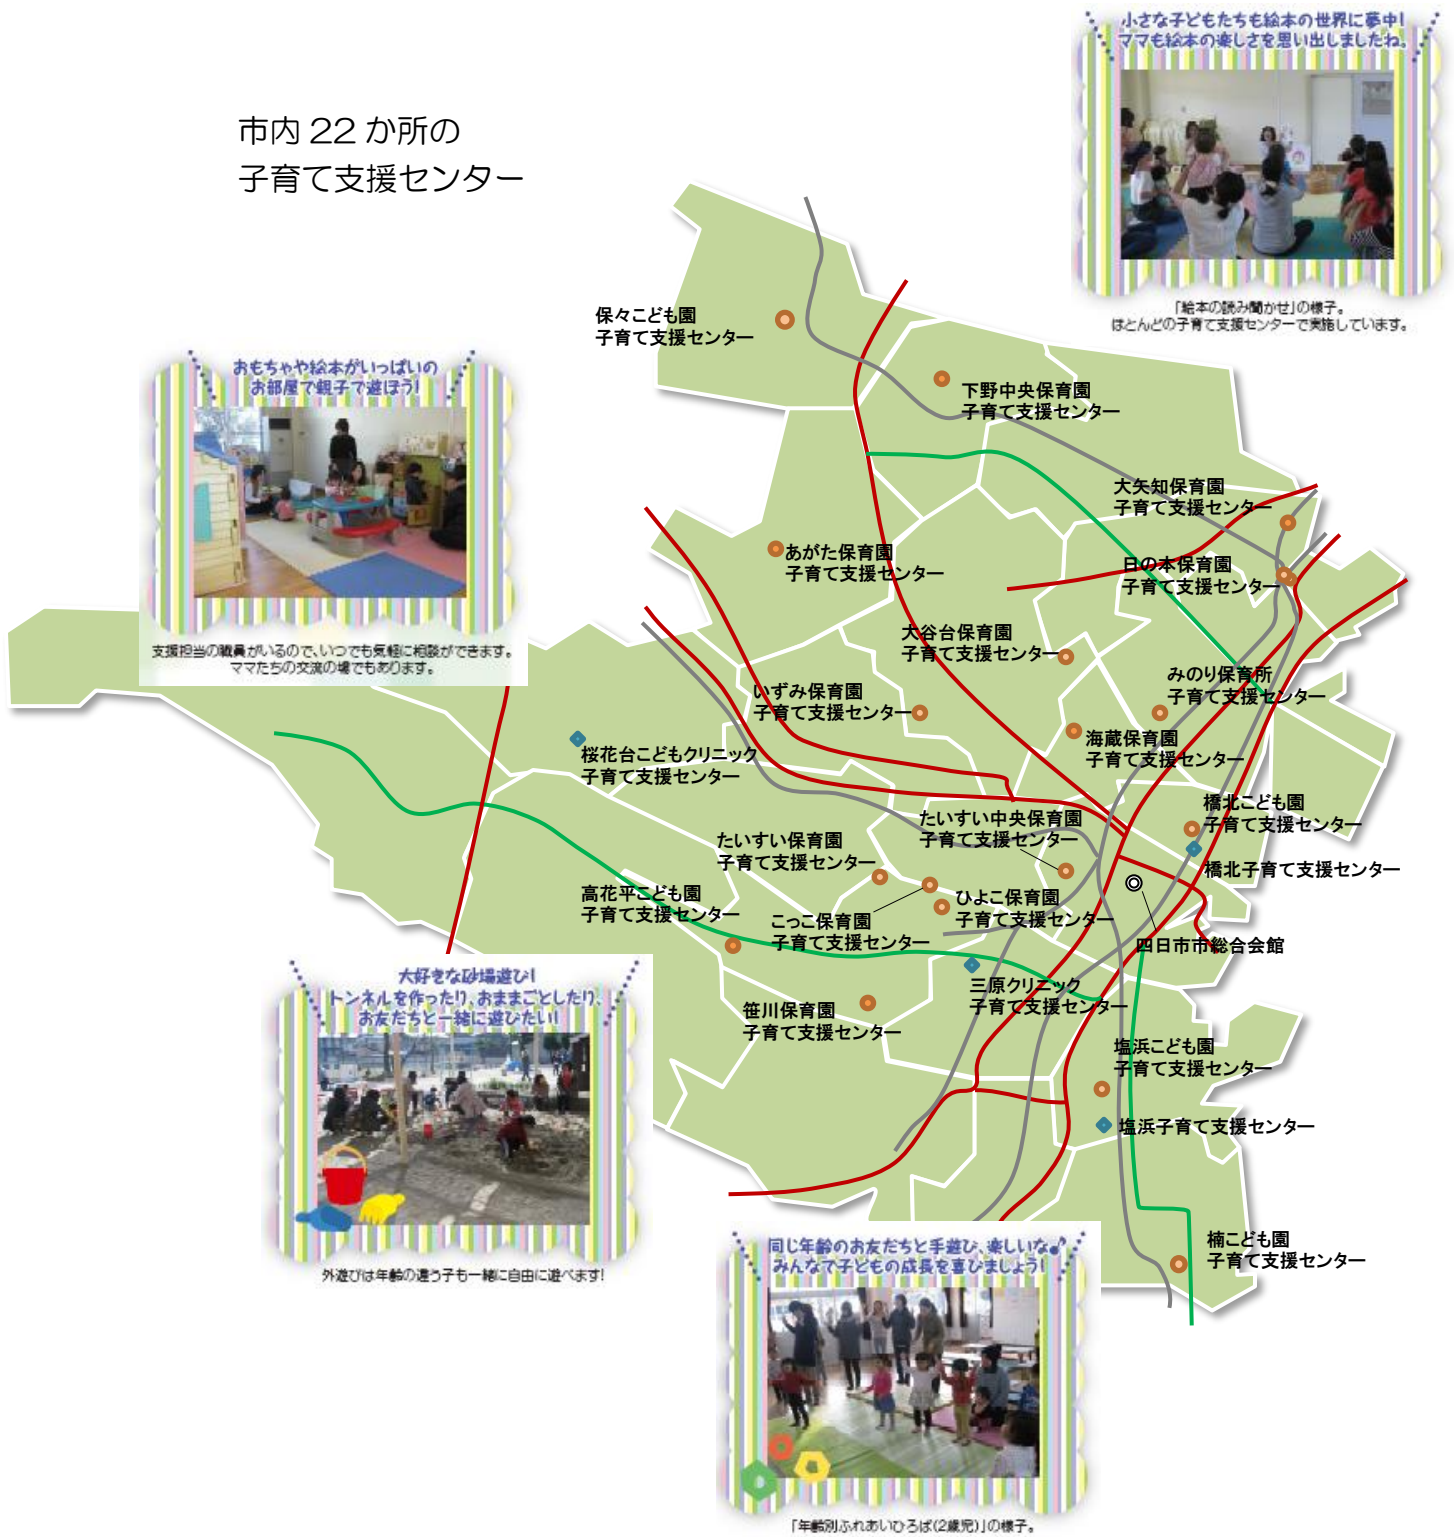 小さな子どもたちも絵本の世界に夢中!
ママも絵本の楽しさを思い出しましたね。
「絵本の読み聞かせ」の様子。
ほとんどの子育て支援センターで実施しています。
市内 22 か所の
子育て支援センター
保々こども園
子育て支援センター
おもちゃや絵本がいっぱいの
お部屋で親子で遊ぼう!
支援担当の職員がいるので、いつでも気軽に相談ができます。
ママたちの交流の場でもあります。
下野中央保育園
子育て支援センター
大矢知保育園
子育て支援センター
あがた保育園
子育て支援センター
日の本保育園
子育て支援センター
大谷台保育園
子育て支援センター
みのり保育所
子育て支援センター
いずみ保育園
子育て支援センター
海蔵保育園
子育て支援センター
桜花台こどもクリニック
子育て支援センター
橋北こども園
子育て支援センター
たいすい中央保育園
子育て支援センター
たいすい保育園
子育て支援センター
橋北子育て支援センター
高花平こども園
子育て支援センター
こっこ保育園
子育て支援センター
ひよこ保育園
子育て支援センター
四日市市総合会館
三原クリニック
子育て支援センター
笹川保育園
子育て支援センター
塩浜こども園
子育て支援センター
塩浜子育て支援センター
楠こども園
子育て支援センター
大好きな砂場遊び!
トンネルを作ったり、おままごとしたり、
お友だちと一緒に遊びたい!
外遊びは年齢の違う子も一緒に自由に遊べます!
同じ年齢のお友だちと手遊び、楽しいな♪
みんなで子どもの成長を喜びましょう!
「年齢別ふれあいひろば(2歳児)」の様子。